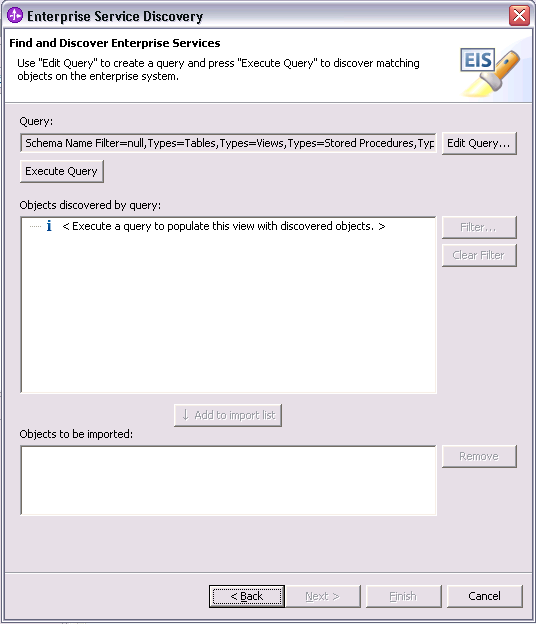 Enterprise Service Discovery
Find and Discover Enterprise Services
Use "Edit Query" to create a query and press "Execute Query" to discover matching
objects on the enterprise system.
EIS
Query:
Schema Name Filter=null,Types=Tables,Types=Views,Types=Stored Procedures,Typ
Edit Query...
Execute Query
Objects discovered by query:
i < Execute a query to populate this view with discovered objects. >
Filter...
Clear Filter
↓ Add to import list
Objects to be imported:
Remove
< Back
Next >
Finish
Cancel